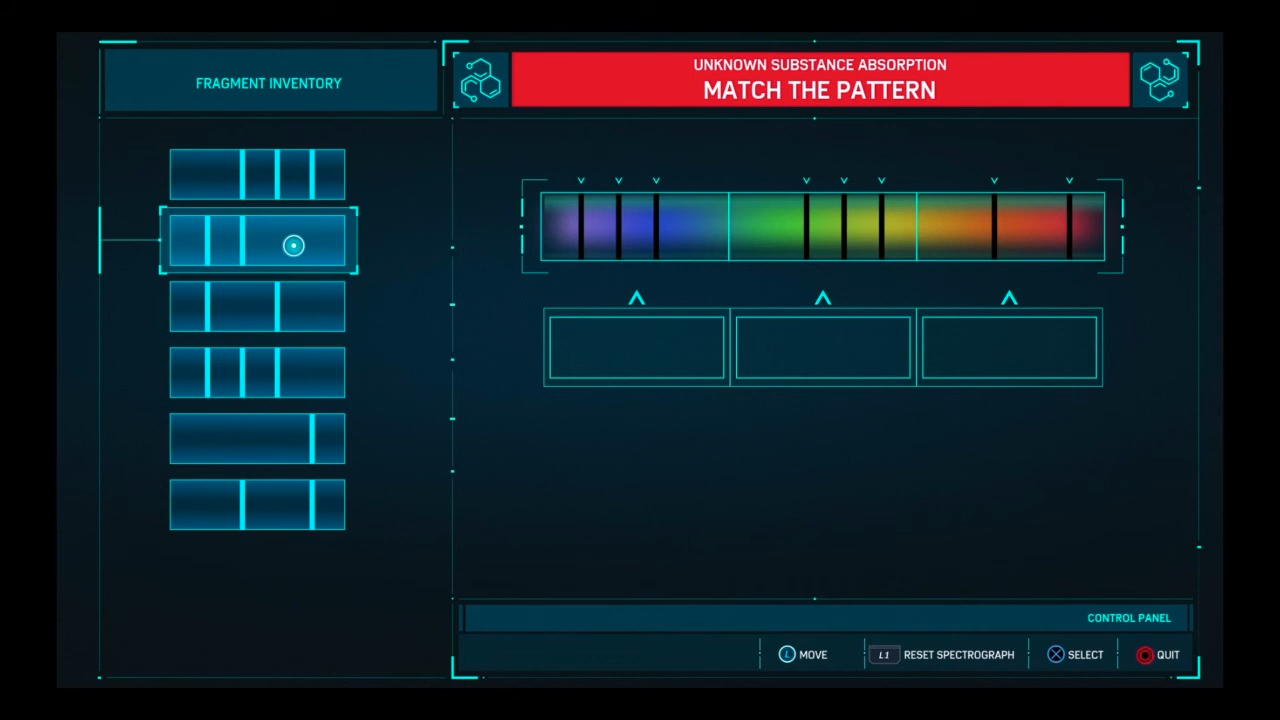 FRAGMENT INVENTORY
UNKNOWN SUBSTANCE ABSORPTION
MATCH THE PATTERN
CONTROL PANEL
L MOVE
L1 RESET SPECTROGRAPH
SELECT
QUIT